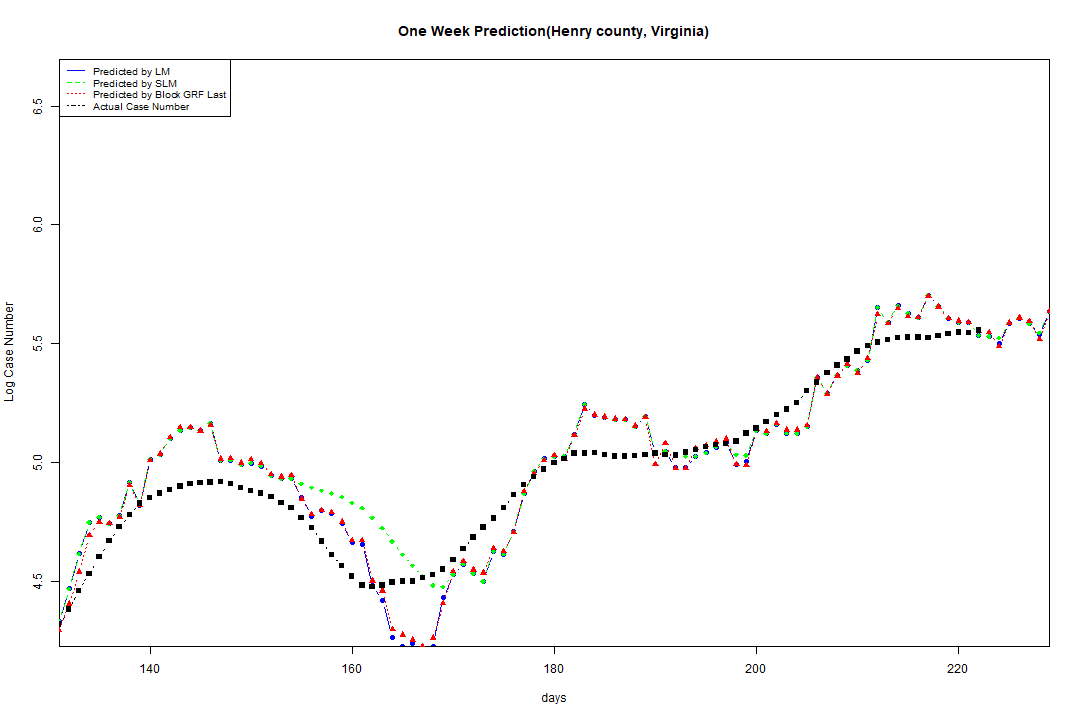 One Week Prediction(Henry county, Virginia)
Predicted by LM
Predicted by SLM
Predicted by Block GRF Last
Actual Case Number
6.5
6.0
5.5
5.0
4.5
Log Case Number
140
160
180
200
220
days